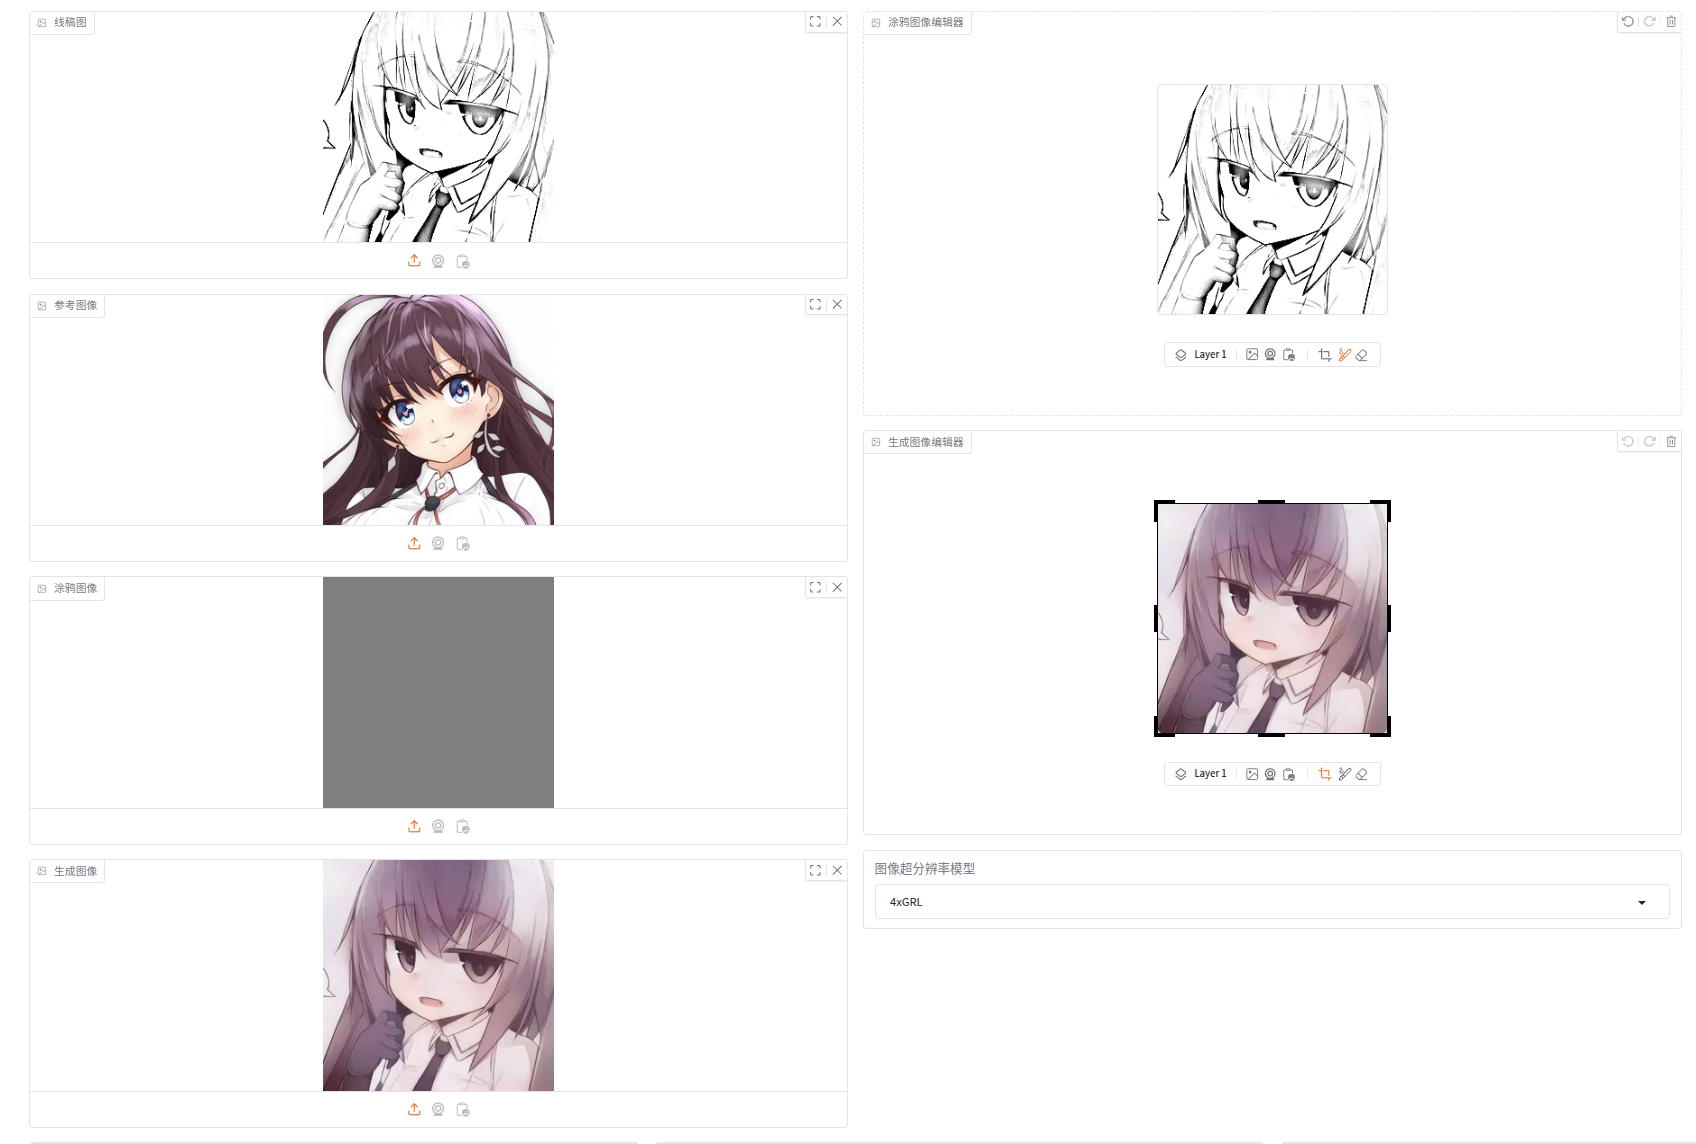 线稿图
参考图像
涂鸦图像
生成图像
涂鸦图像编辑器
Layer 1
生成图像编辑器
Layer 1
图像超分辨率模型
4xGRL